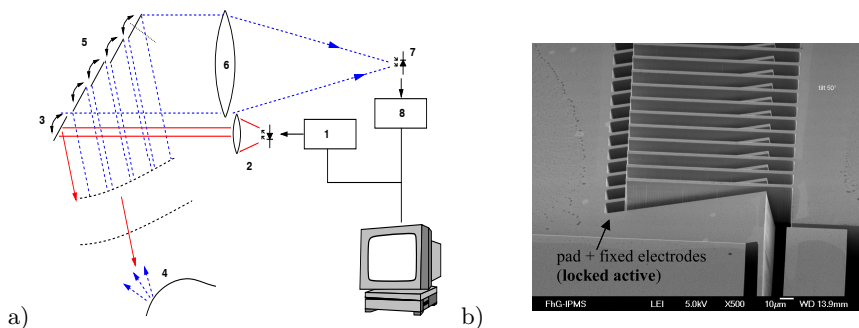 5
7
6
3
8
1
2
4
a)
tilt 50°
pad + fixed electrodes
(locked active)
FhG-IPMS LEI 5.0kV X500 10µm WD 13.9mm
b)